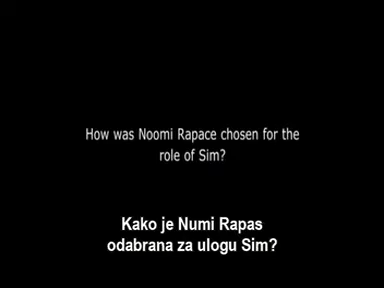 How was Noomi Rapace chosen for the
role of Sim?
Kako je Numi Rapas
odabrana za ulogu Sim?